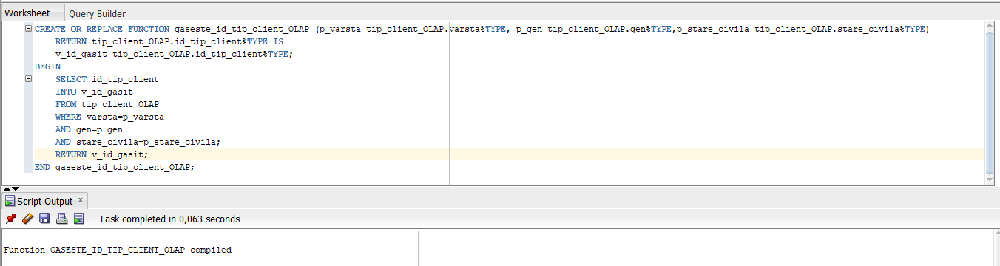 Worksheet Query Builder
CREATE OR REPLACE FUNCTION gaseste_id_tip_client_OLAP (p_varsta tip_client_OLAP.varsta%TYPE, p_gen tip_client_OLAP.gen%TYPE,p_stare_civila tip_client_OLAP.stare_civila%TYPE)
RETURN tip_client_OLAP.id_tip_client%TYPE IS
v_id_gasit tip_client_OLAP.id_tip_client%TYPE;
BEGIN
SELECT id_tip_client
INTO v_id_gasit
FROM tip_client_OLAP
WHERE varsta=p_varsta
AND gen=p_gen
AND stare_civila=p_stare_civila;
RETURN v_id_gasit;
END gaseste_id_tip_client_OLAP;
Script Output x
Task completed in 0,063 seconds
Function GASESTE_ID_TIP_CLIENT_OLAP compiled